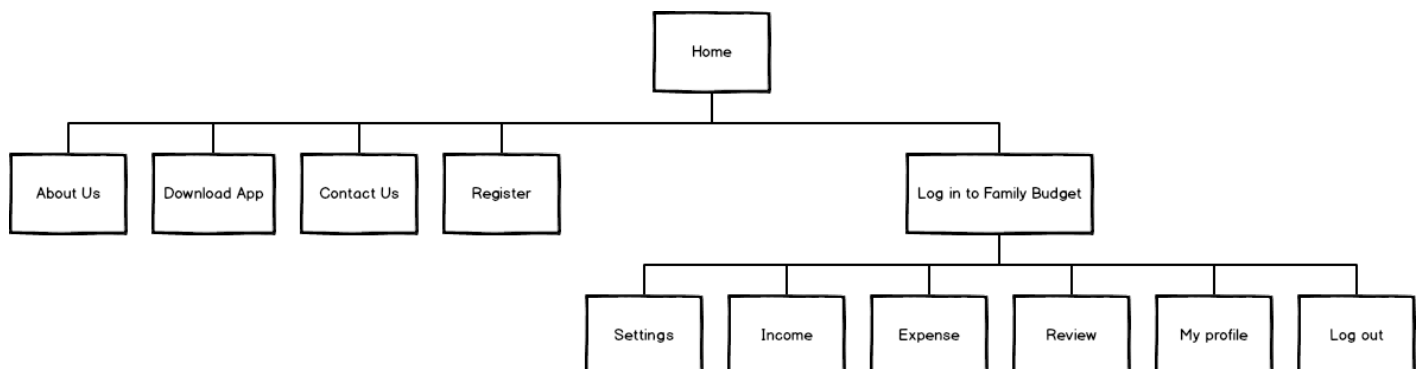 Home
About Us
Download App
Contact Us
Register
Log in to Family Budget
Settings
Income
Expense
Review
My profile
Log out